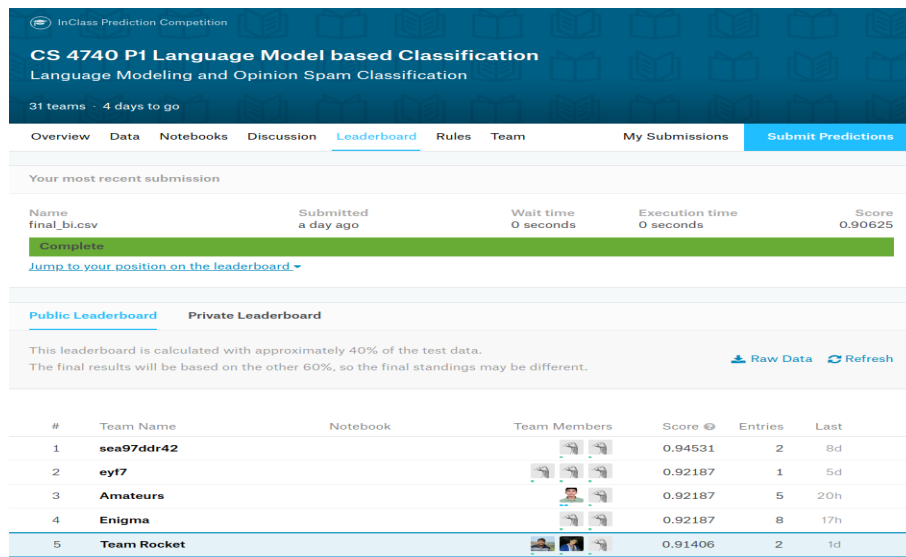 InClass Prediction Competition
CS 4740 P1 Language Model based Classification
Language Modeling and Opinion Spam Classification
31 teams · 4 days to go
Overview Data Notebooks Discussion Leaderboard Rules Team My Submissions Submit Predictions
Your most recent submission
Name Submitted Wait time Execution time Score
final_bi.csv a day ago 0 seconds 0 seconds 0.90625
Complete
Jump to your position on the leaderboard
Public Leaderboard Private Leaderboard
This leaderboard is calculated with approximately 40% of the test data.
The final results will be based on the other 60%, so the final standings may be different.
Raw Data Refresh
# Team Name Notebook Team Members Score Entries Last
1 sea97ddr42 0.94531 2 8d
2 eyf7 0.92187 1 5d
3 Amateurs 0.92187 5 20h
4 Enigma 0.92187 8 17h
5 Team Rocket 0.91406 2 1d